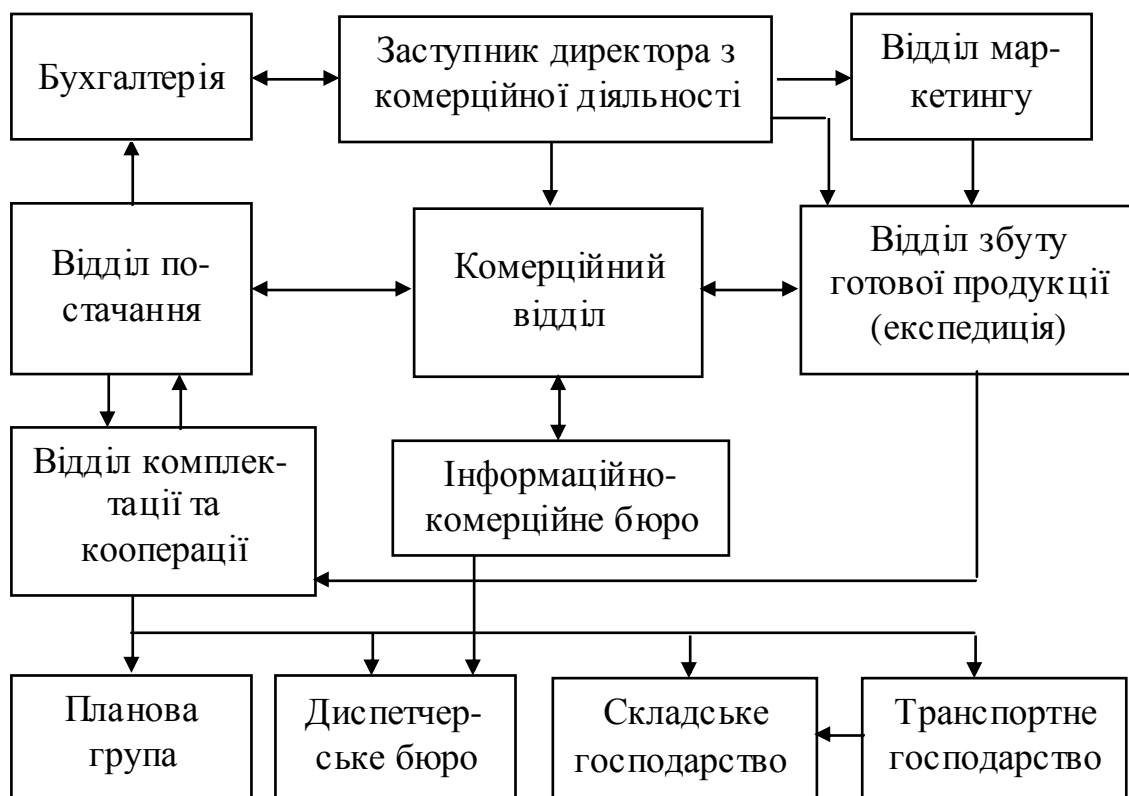 Бухгалтерія
Заступник директора з
комерційної діяльності
Відділ мар-
кетингу
Відділ по-
стачання
Комерційний
відділ
Відділ збуту
готової продукції
(експедиція)
Відділ комплек-
тації та
кооперації
Інформаційно-
комерційне бюро
Планова
група
Диспетчер-
ське бюро
Складське
господарство
Транспортне
господарство